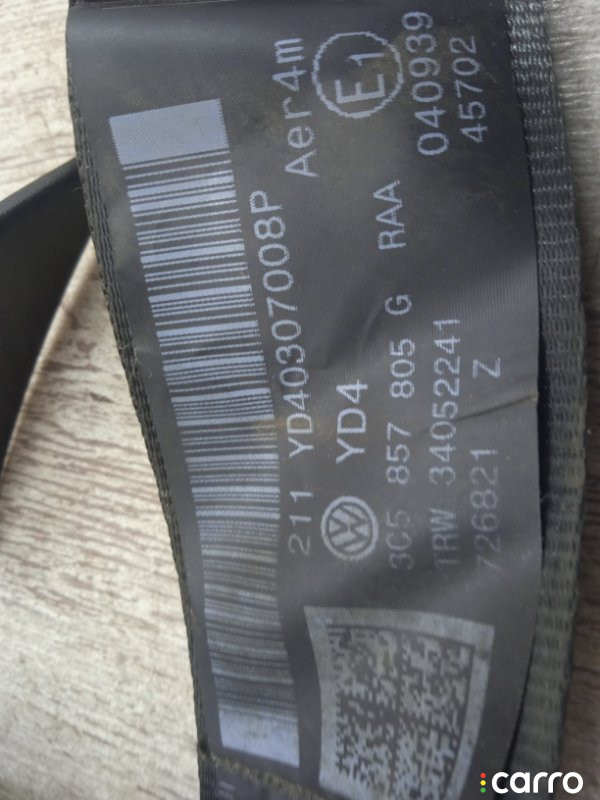 211 YD40307008P
YD4 Aer4m
E1
3C5 857 805 G RAA
TRW 34052241 040939
726821 Z 45702
carro